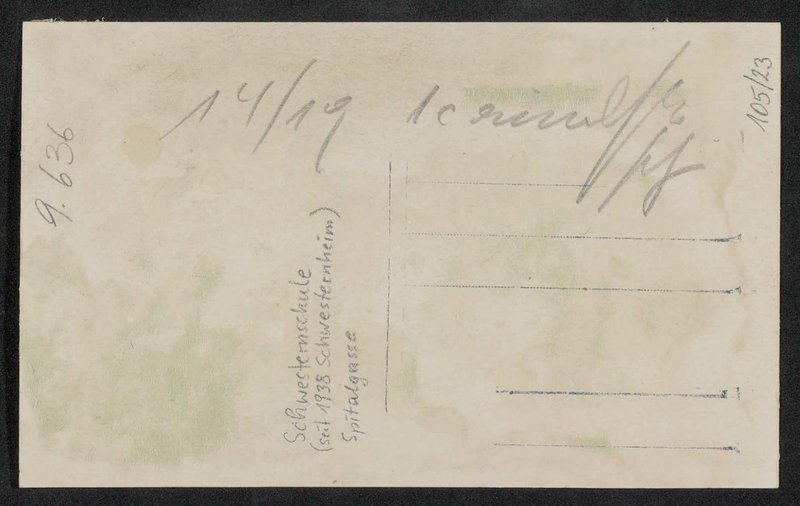 14/19
105/23
9.636
Schwesternschule
(seit 1938 Schwesternheim)
Spitalgasse